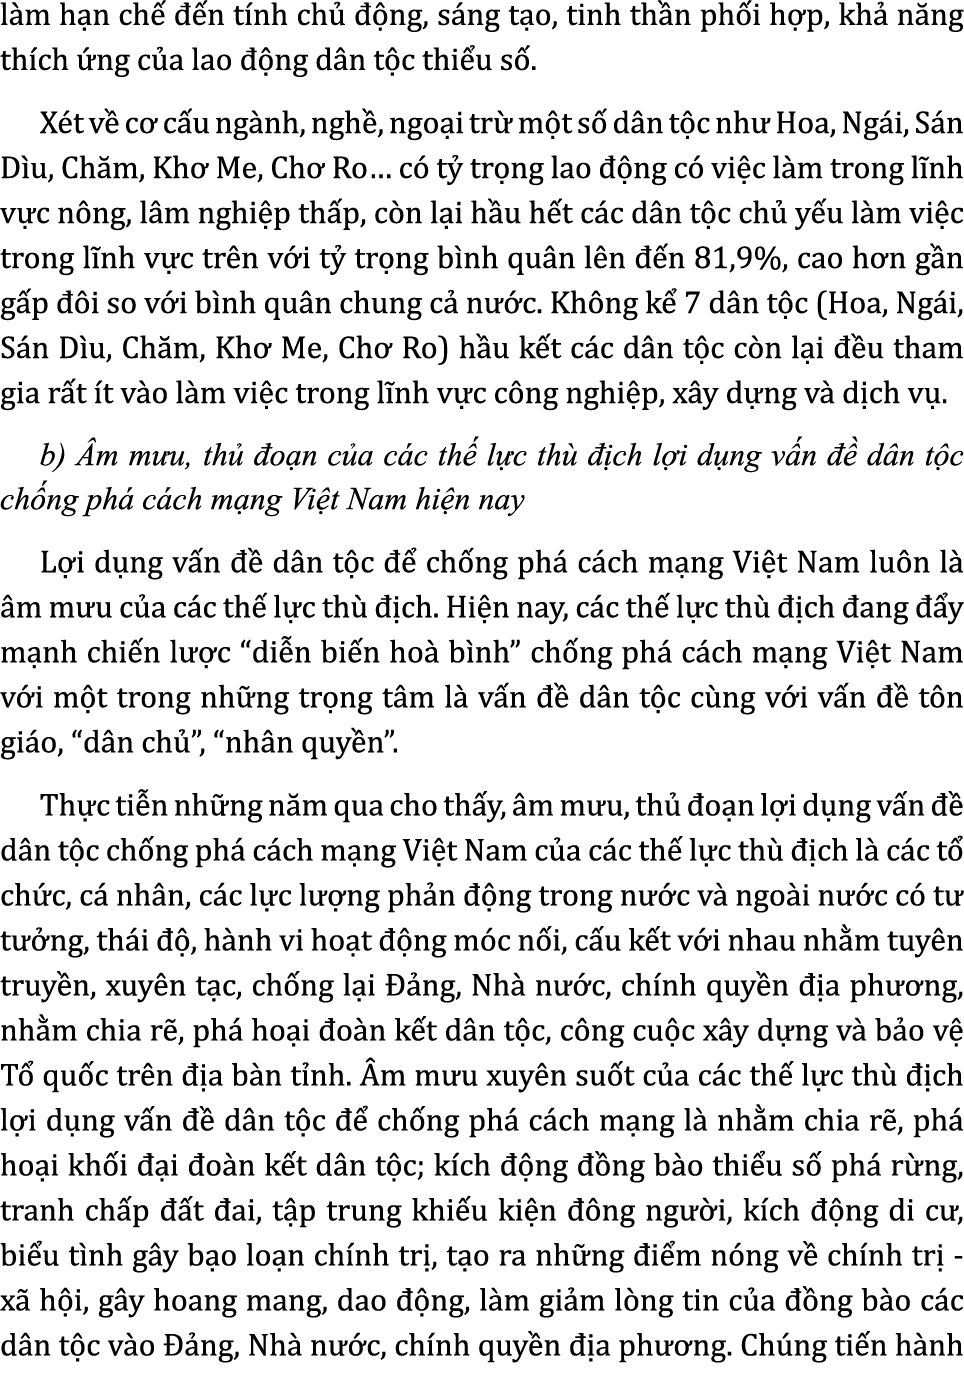 làm hạn chế đến tính chủ động, sáng tạo, tinh thần phối hợp, khả năng
thích ứng của lao động dân tộc thiểu số.
Xét về cơ cấu ngành, nghề, ngoại trừ một số dân tộc như Hoa, Ngái, Sán
Dìu, Chăm, Khơ Me, Chơ Ro... có tỷ trọng lao động có việc làm trong lĩnh
vực nông, lâm nghiệp thấp, còn lại hầu hết các dân tộc chủ yếu làm việc
trong lĩnh vực trên với tỷ trọng bình quân lên đến 81,9%, cao hơn gần
gấp đôi so với bình quân chung cả nước. Không kể 7 dân tộc (Hoa, Ngái,
Sán Dìu, Chăm, Khơ Me, Chơ Ro) hầu kết các dân tộc còn lại đều tham
gia rất ít vào làm việc trong lĩnh vực công nghiệp, xây dựng và dịch vụ.
b) Âm mưu, thủ đoạn của các thế lực thù địch lợi dụng vấn đề dân tộc
chống phá cách mạng Việt Nam hiện nay
Lợi dụng vấn đề dân tộc để chống phá cách mạng Việt Nam luôn là
âm mưu của các thế lực thù địch. Hiện nay, các thế lực thù địch đang đẩy
mạnh chiến lược “diễn biến hoà bình” chống phá cách mạng Việt Nam
với một trong những trọng tâm là vấn đề dân tộc cùng với vấn đề tôn
giáo, “dân chủ”, “nhân quyền”.
Thực tiễn những năm qua cho thấy, âm mưu, thủ đoạn lợi dụng vấn đề
dân tộc chống phá cách mạng Việt Nam của các thế lực thù địch là các tổ
chức, cá nhân, các lực lượng phản động trong nước và ngoài nước có tư
tưởng, thái độ, hành vi hoạt động móc nối, cấu kết với nhau nhằm tuyên
truyền, xuyên tạc, chống lại Đảng, Nhà nước, chính quyền địa phương,
nhằm chia rẽ, phá hoại đoàn kết dân tộc, công cuộc xây dựng và bảo vệ
Tổ quốc trên địa bàn tỉnh. Âm mưu xuyên suốt của các thế lực thù địch
lợi dụng vấn đề dân tộc để chống phá cách mạng là nhằm chia rẽ, phá
hoại khối đại đoàn kết dân tộc; kích động đồng bào thiểu số phá rừng,
tranh chấp đất đai, tập trung khiếu kiện đông người, kích động di cư,
biểu tình gây bạo loạn chính trị, tạo ra những điểm nóng về chính trị -
xã hội, gây hoang mang, dao động, làm giảm lòng tin của đồng bào các
dân tộc vào Đảng, Nhà nước, chính quyền địa phương. Chúng tiến hành